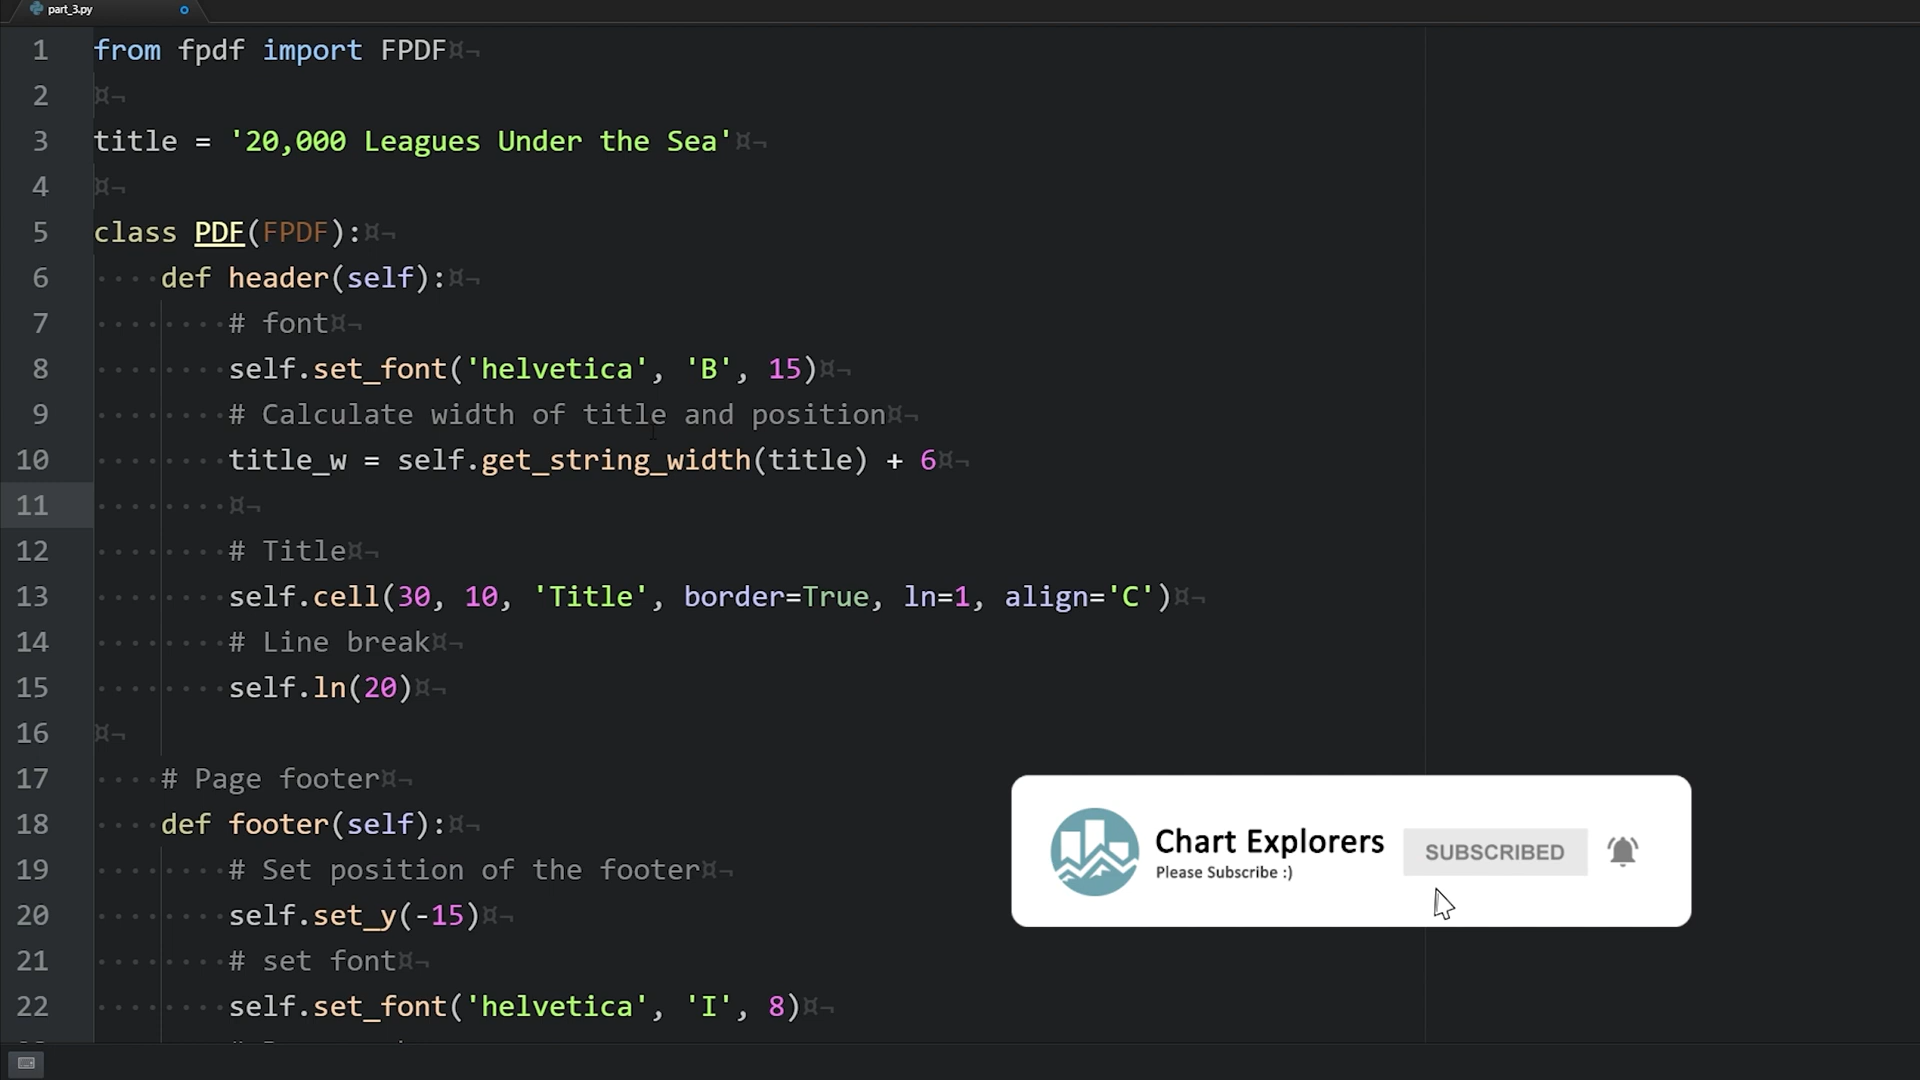 part_3.py
1 from fpdf import FPDF
2
3 title = '20,000 Leagues Under the Sea'
4
5 class PDF(FPDF):
6     def header(self):
7         # font
8         self.set_font('helvetica', 'B', 15)
9         # Calculate width of title and position
10         title_w = self.get_string_width(title) + 6
11
12         # Title
13         self.cell(30, 10, 'Title', border=True, ln=1, align='C')
14         # Line break
15         self.ln(20)
16
17     # Page footer
18     def footer(self):
19         # Set position of the footer
20         self.set_y(-15)
21         # set font
22         self.set_font('helvetica', 'I', 8)
Chart Explorers
Please Subscribe :)
SUBSCRIBED